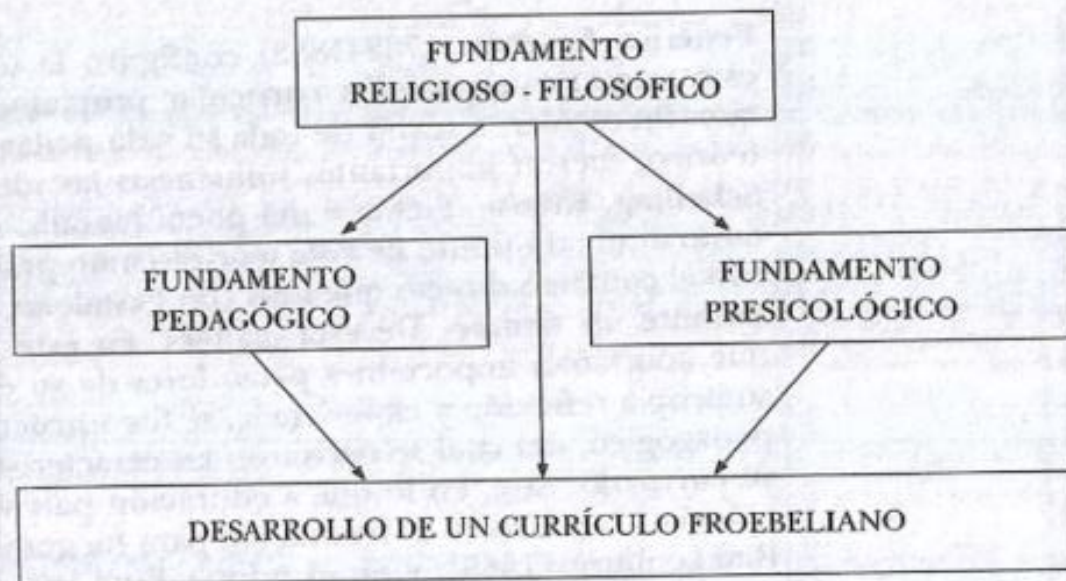 FUNDAMENTO
RELIGIOSO - FILOSÓFICO
FUNDAMENTO
PEDAGÓGICO
FUNDAMENTO
PRESICOLÓGICO
DESARROLLO DE UN CURRÍCULO FROEBELIANO